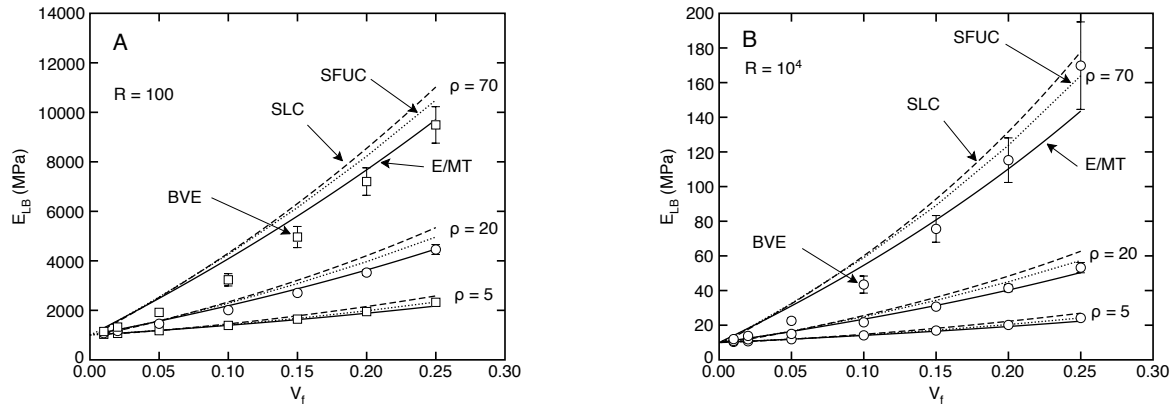 A
R = 100
SFUC
SLC
BVE
E/MT
ρ = 70
ρ = 20
ρ = 5
E_LB (MPa)
14000
12000
10000
8000
6000
4000
2000
0
0.00 0.05 0.10 0.15 0.20 0.25 0.30
V_f
B
R = 10⁴
SFUC
SLC
BVE
E/MT
ρ = 70
ρ = 20
ρ = 5
E_LB (MPa)
200
180
160
140
120
100
80
60
40
20
0
0.00 0.05 0.10 0.15 0.20 0.25 0.30
V_f